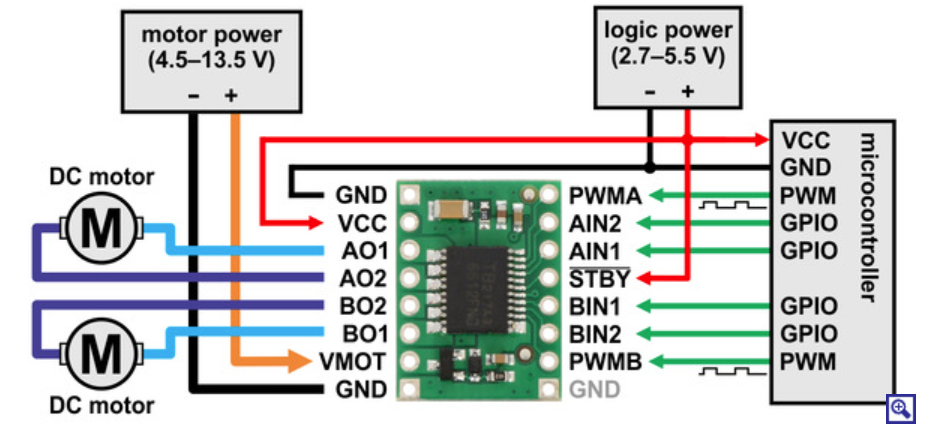 motor power
(4.5–13.5 V)
- +
logic power
(2.7–5.5 V)
- +
DC motor
M
M
DC motor
GND
VCC
AO1
AO2
BO2
BO1
VMOT
GND
PWMA
AIN2
AIN1
STBY
BIN1
BIN2
PWMB
GND
VCC
GND
PWM
GPIO
GPIO
GPIO
GPIO
PWM
microcontroller